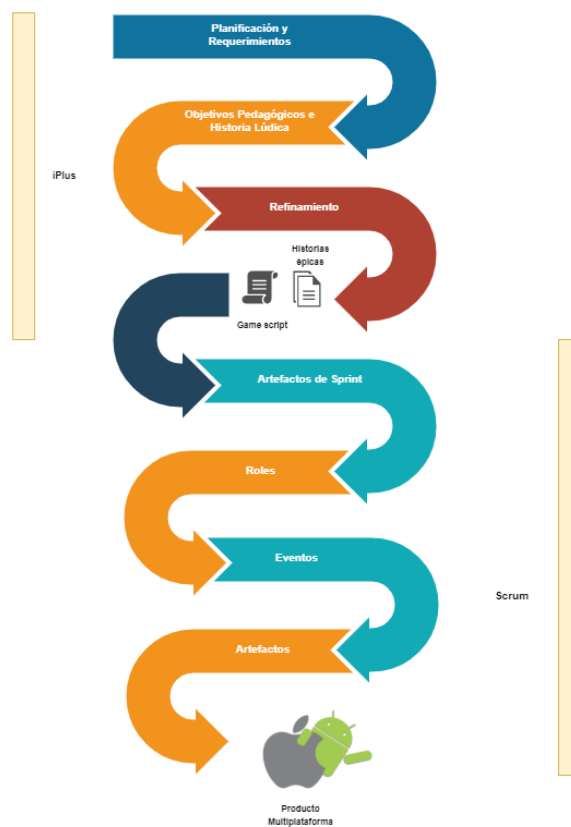 Planificación y
Requerimientos
Objetivos Pedagógicos e
Historia Lúdica
iPlus
Refinamiento
Historias
épicas
Game script
Artefactos de Sprint
Roles
Eventos
Scrum
Artefactos
Producto
Multiplataforma